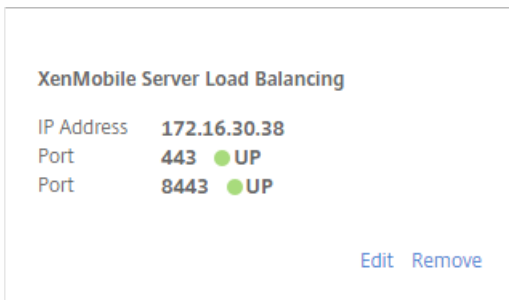 XenMobile Server Load Balancing
IP Address 172.16.30.38
Port 443 UP
Port 8443 UP
Edit Remove